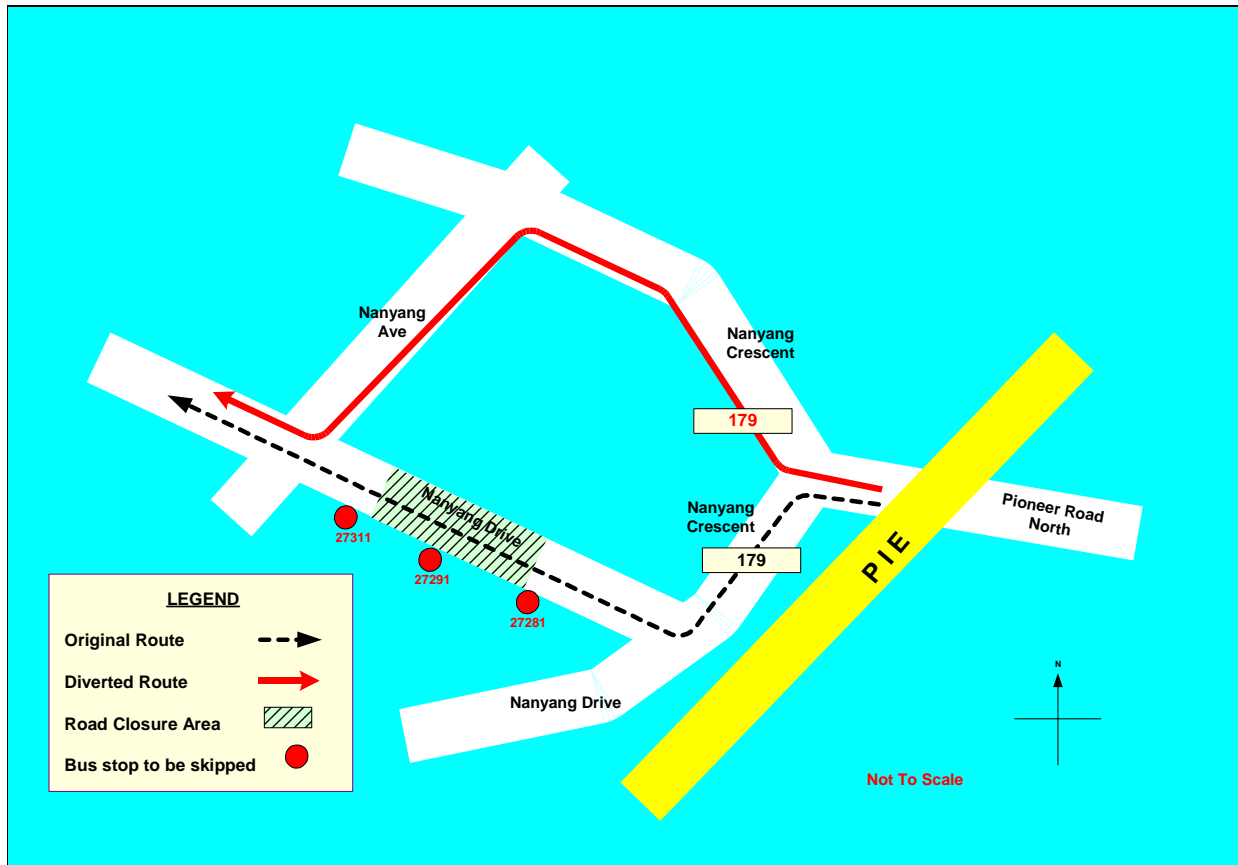 Nanyang
Ave
Nanyang
Crescent
179
Nanyang Drive
Nanyang
Crescent
Pioneer Road
North
27311
27291
179
PIE
27281
LEGEND
Original Route
Diverted Route
Road Closure Area
Bus stop to be skipped
Nanyang Drive
N
Not To Scale